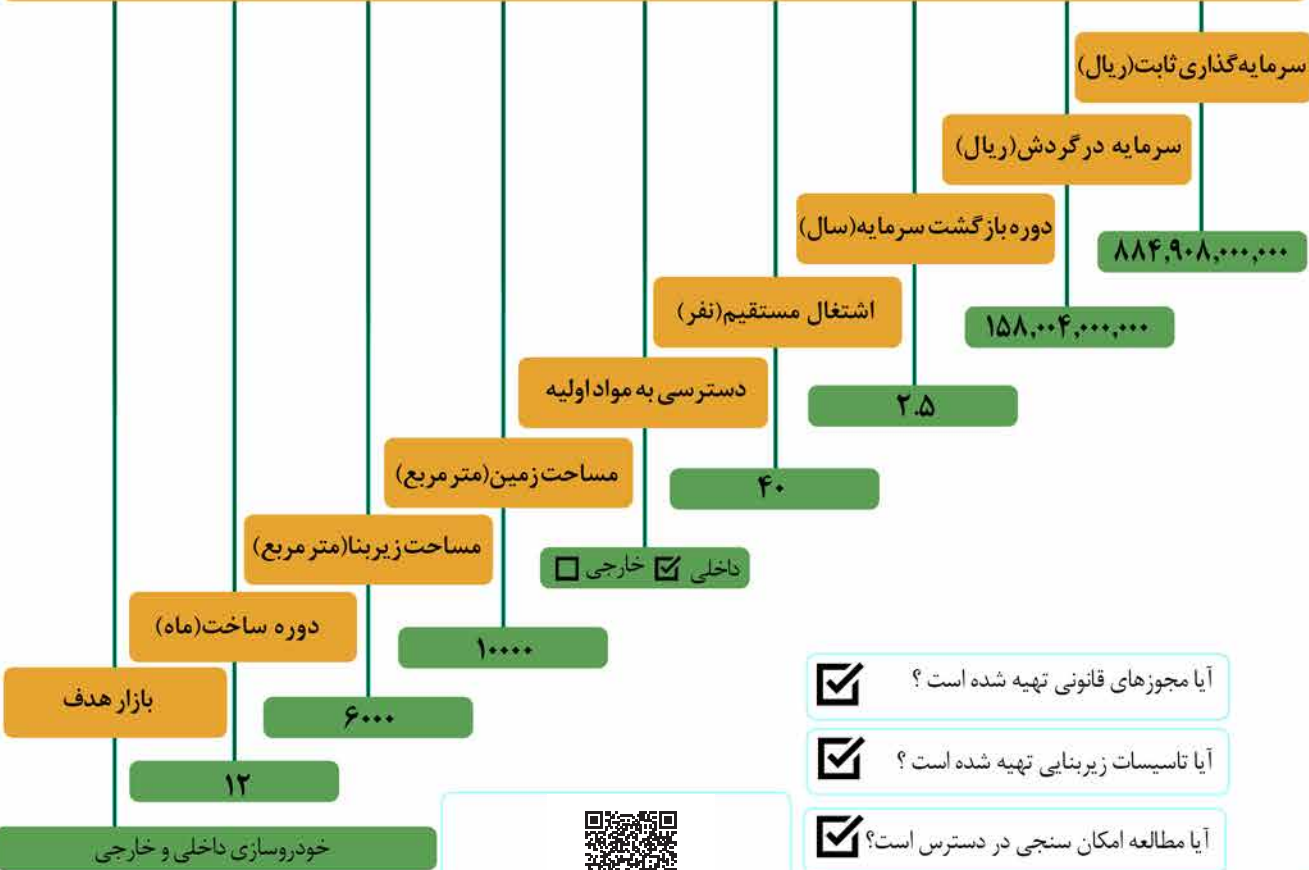 سرمایه‌گذاری ثابت(ریال)
۸۸۴,۹۰۸,۰۰۰,۰۰۰
سرمایه در گردش(ریال)
۱۵۸,۰۰۴,۰۰۰,۰۰۰
دوره بازگشت سرمایه(سال)
۲.۵
اشتغال مستقیم(نفر)
۴۰
دسترسی به مواد اولیه
داخلی ☑ خارجی ☐
مساحت زمین(متر مربع)
۱۰۰۰۰
مساحت زیربنا(متر مربع)
۶۰۰۰
دوره ساخت(ماه)
۱۲
بازار هدف
خودروسازی داخلی و خارجی
آیا مجوزهای قانونی تهیه شده است ؟ ☑
آیا تاسیسات زیربنایی تهیه شده است ؟ ☑
آیا مطالعه امکان سنجی در دسترس است؟ ☑